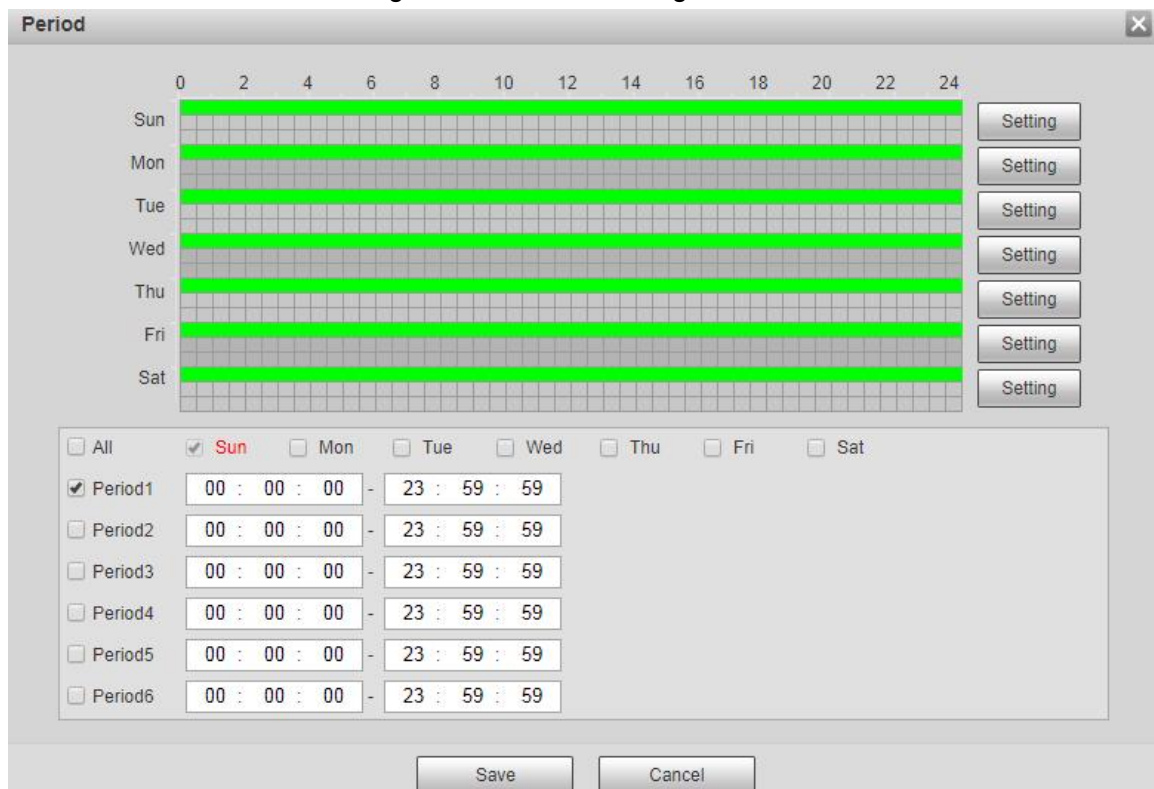 Period
0 2 4 6 8 10 12 14 16 18 20 22 24
Sun Setting
Mon Setting
Tue Setting
Wed Setting
Thu Setting
Fri Setting
Sat Setting
All Sun Mon Tue Wed Thu Fri Sat
Period1 00 : 00 : 00 - 23 : 59 : 59
Period2 00 : 00 : 00 - 23 : 59 : 59
Period3 00 : 00 : 00 - 23 : 59 : 59
Period4 00 : 00 : 00 - 23 : 59 : 59
Period5 00 : 00 : 00 - 23 : 59 : 59
Period6 00 : 00 : 00 - 23 : 59 : 59
Save Cancel